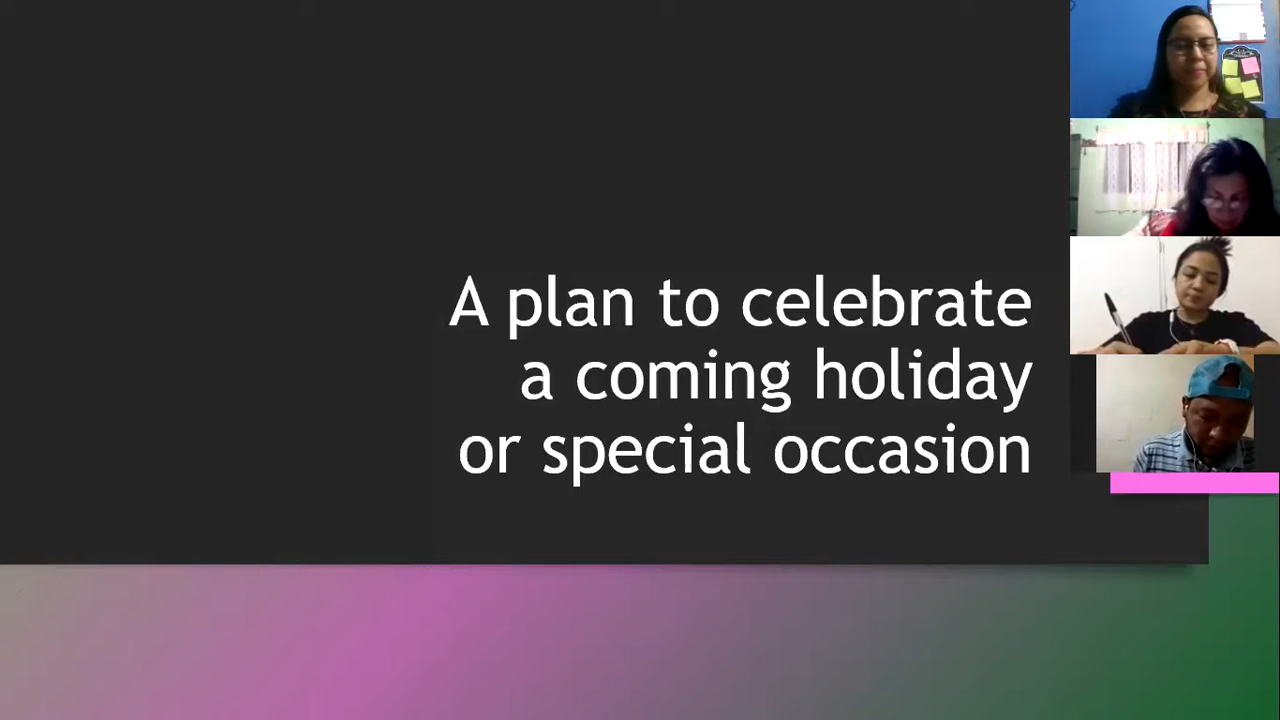 A plan to celebrate
a coming holiday
or special occasion